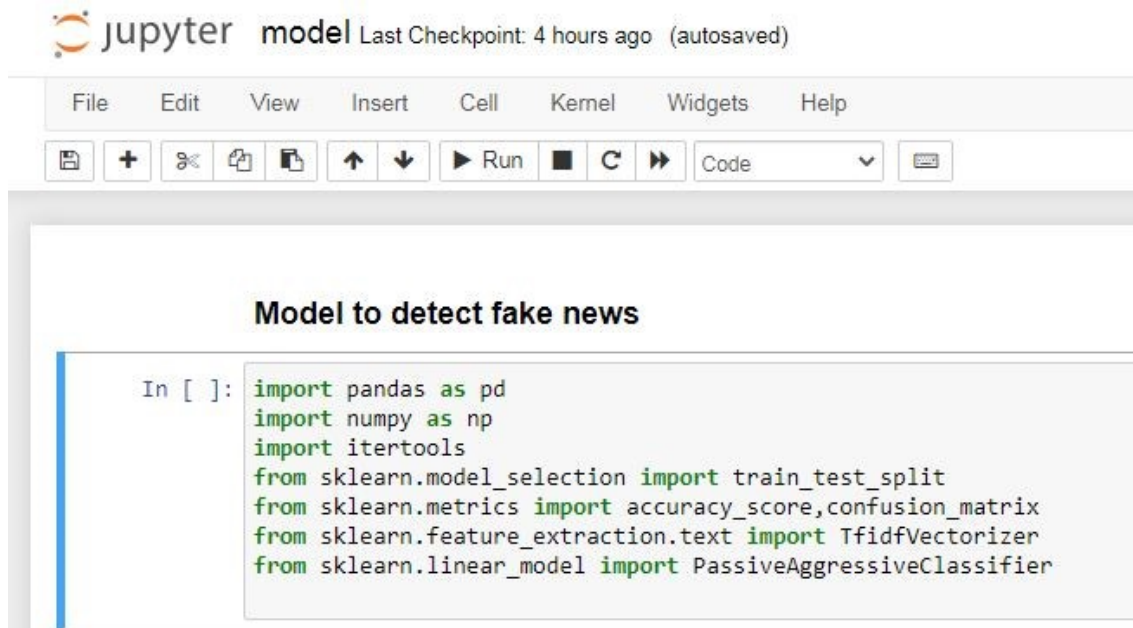 jupyter model Last Checkpoint: 4 hours ago (autosaved)
File Edit View Insert Cell Kernel Widgets Help
Run Code
Model to detect fake news
In [ ]: import pandas as pd
import numpy as np
import itertools
from sklearn.model_selection import train_test_split
from sklearn.metrics import accuracy_score,confusion_matrix
from sklearn.feature_extraction.text import TfidfVectorizer
from sklearn.linear_model import PassiveAggressiveClassifier